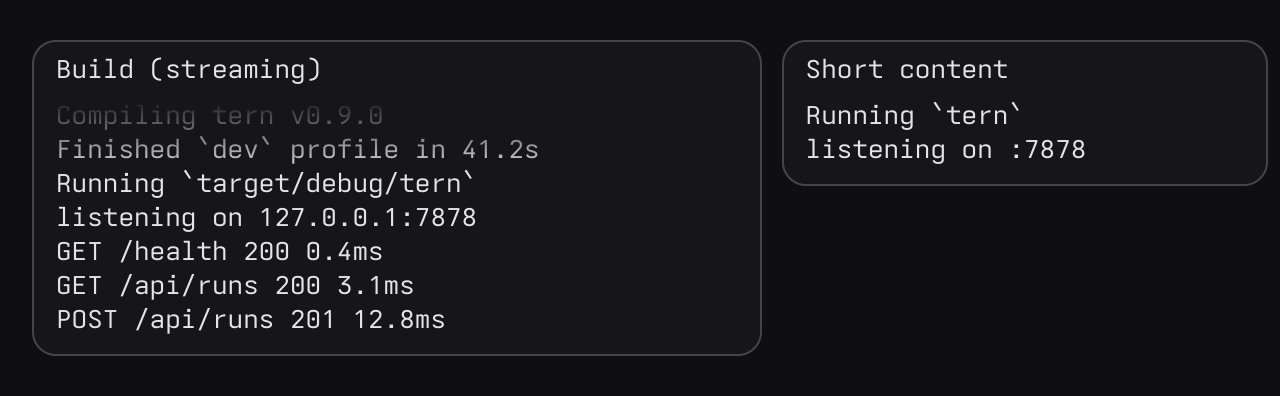 Build (streaming)
Compiling tern v0.9.0
Finished `dev` profile in 41.2s
Running `target/debug/tern`
listening on 127.0.0.1:7878
GET /health 200 0.4ms
GET /api/runs 200 3.1ms
POST /api/runs 201 12.8ms
Short content
Running `tern`
listening on :7878